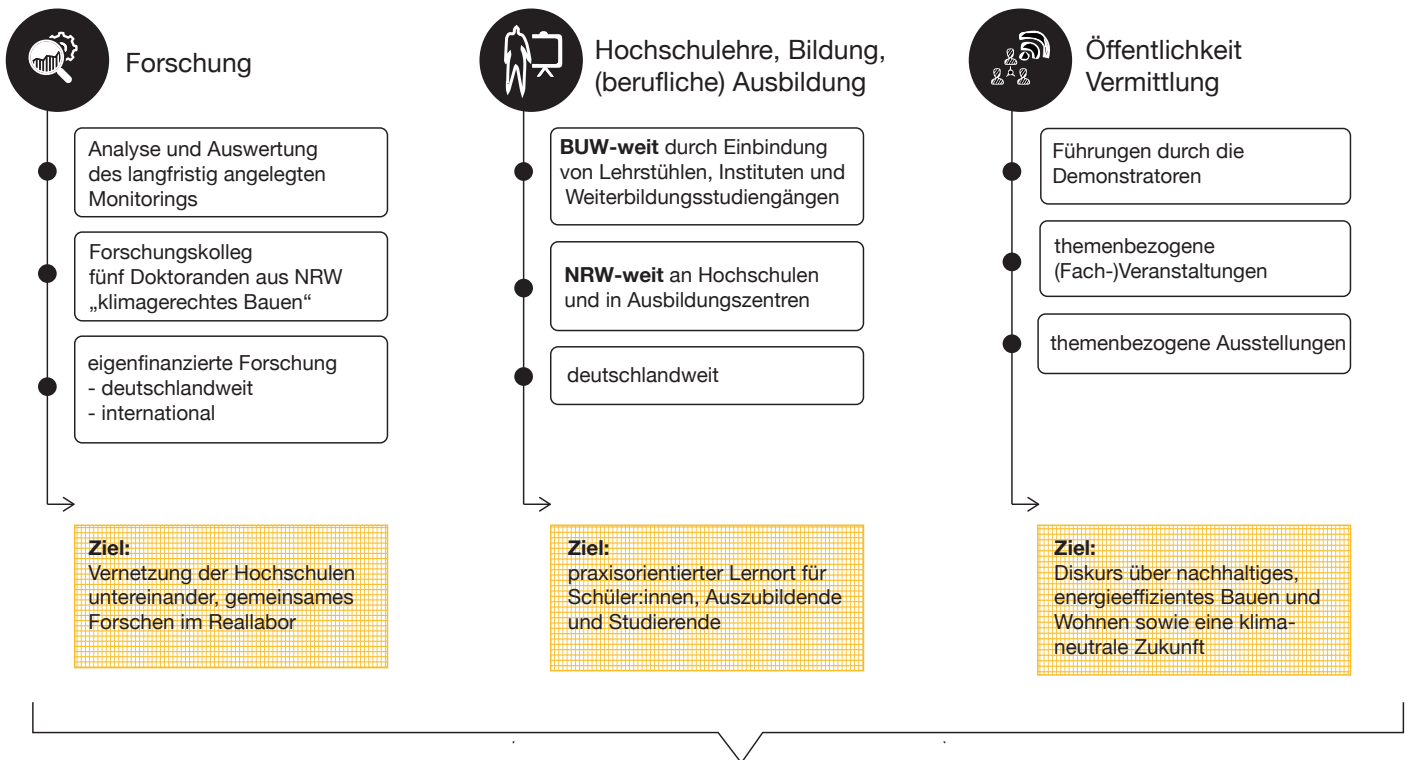 Forschung
Analyse und Auswertung
des langfristig angelegten
Monitorings
Forschungskolleg
fünf Doktoranden aus NRW
„klimagerechtes Bauen“
eigenfinanzierte Forschung
- deutschlandweit
- international
Ziel:
Vernetzung der Hochschulen
untereinander, gemeinsames
Forschen im Reallabor
Hochschulehre, Bildung,
(berufliche) Ausbildung
BUW-weit durch Einbindung
von Lehrstühlen, Instituten und
Weiterbildungsstudiengängen
NRW-weit an Hochschulen
und in Ausbildungszentren
deutschlandweit
Ziel:
praxisorientierter Lernort für
Schüler:innen, Auszubildende
und Studierende
Öffentlichkeit
Vermittlung
Führungen durch die
Demonstratoren
themenbezogene
(Fach-)Veranstaltungen
themenbezogene Ausstellungen
Ziel:
Diskurs über nachhaltiges,
energieeffizientes Bauen und
Wohnen sowie eine klima-
neutrale Zukunft